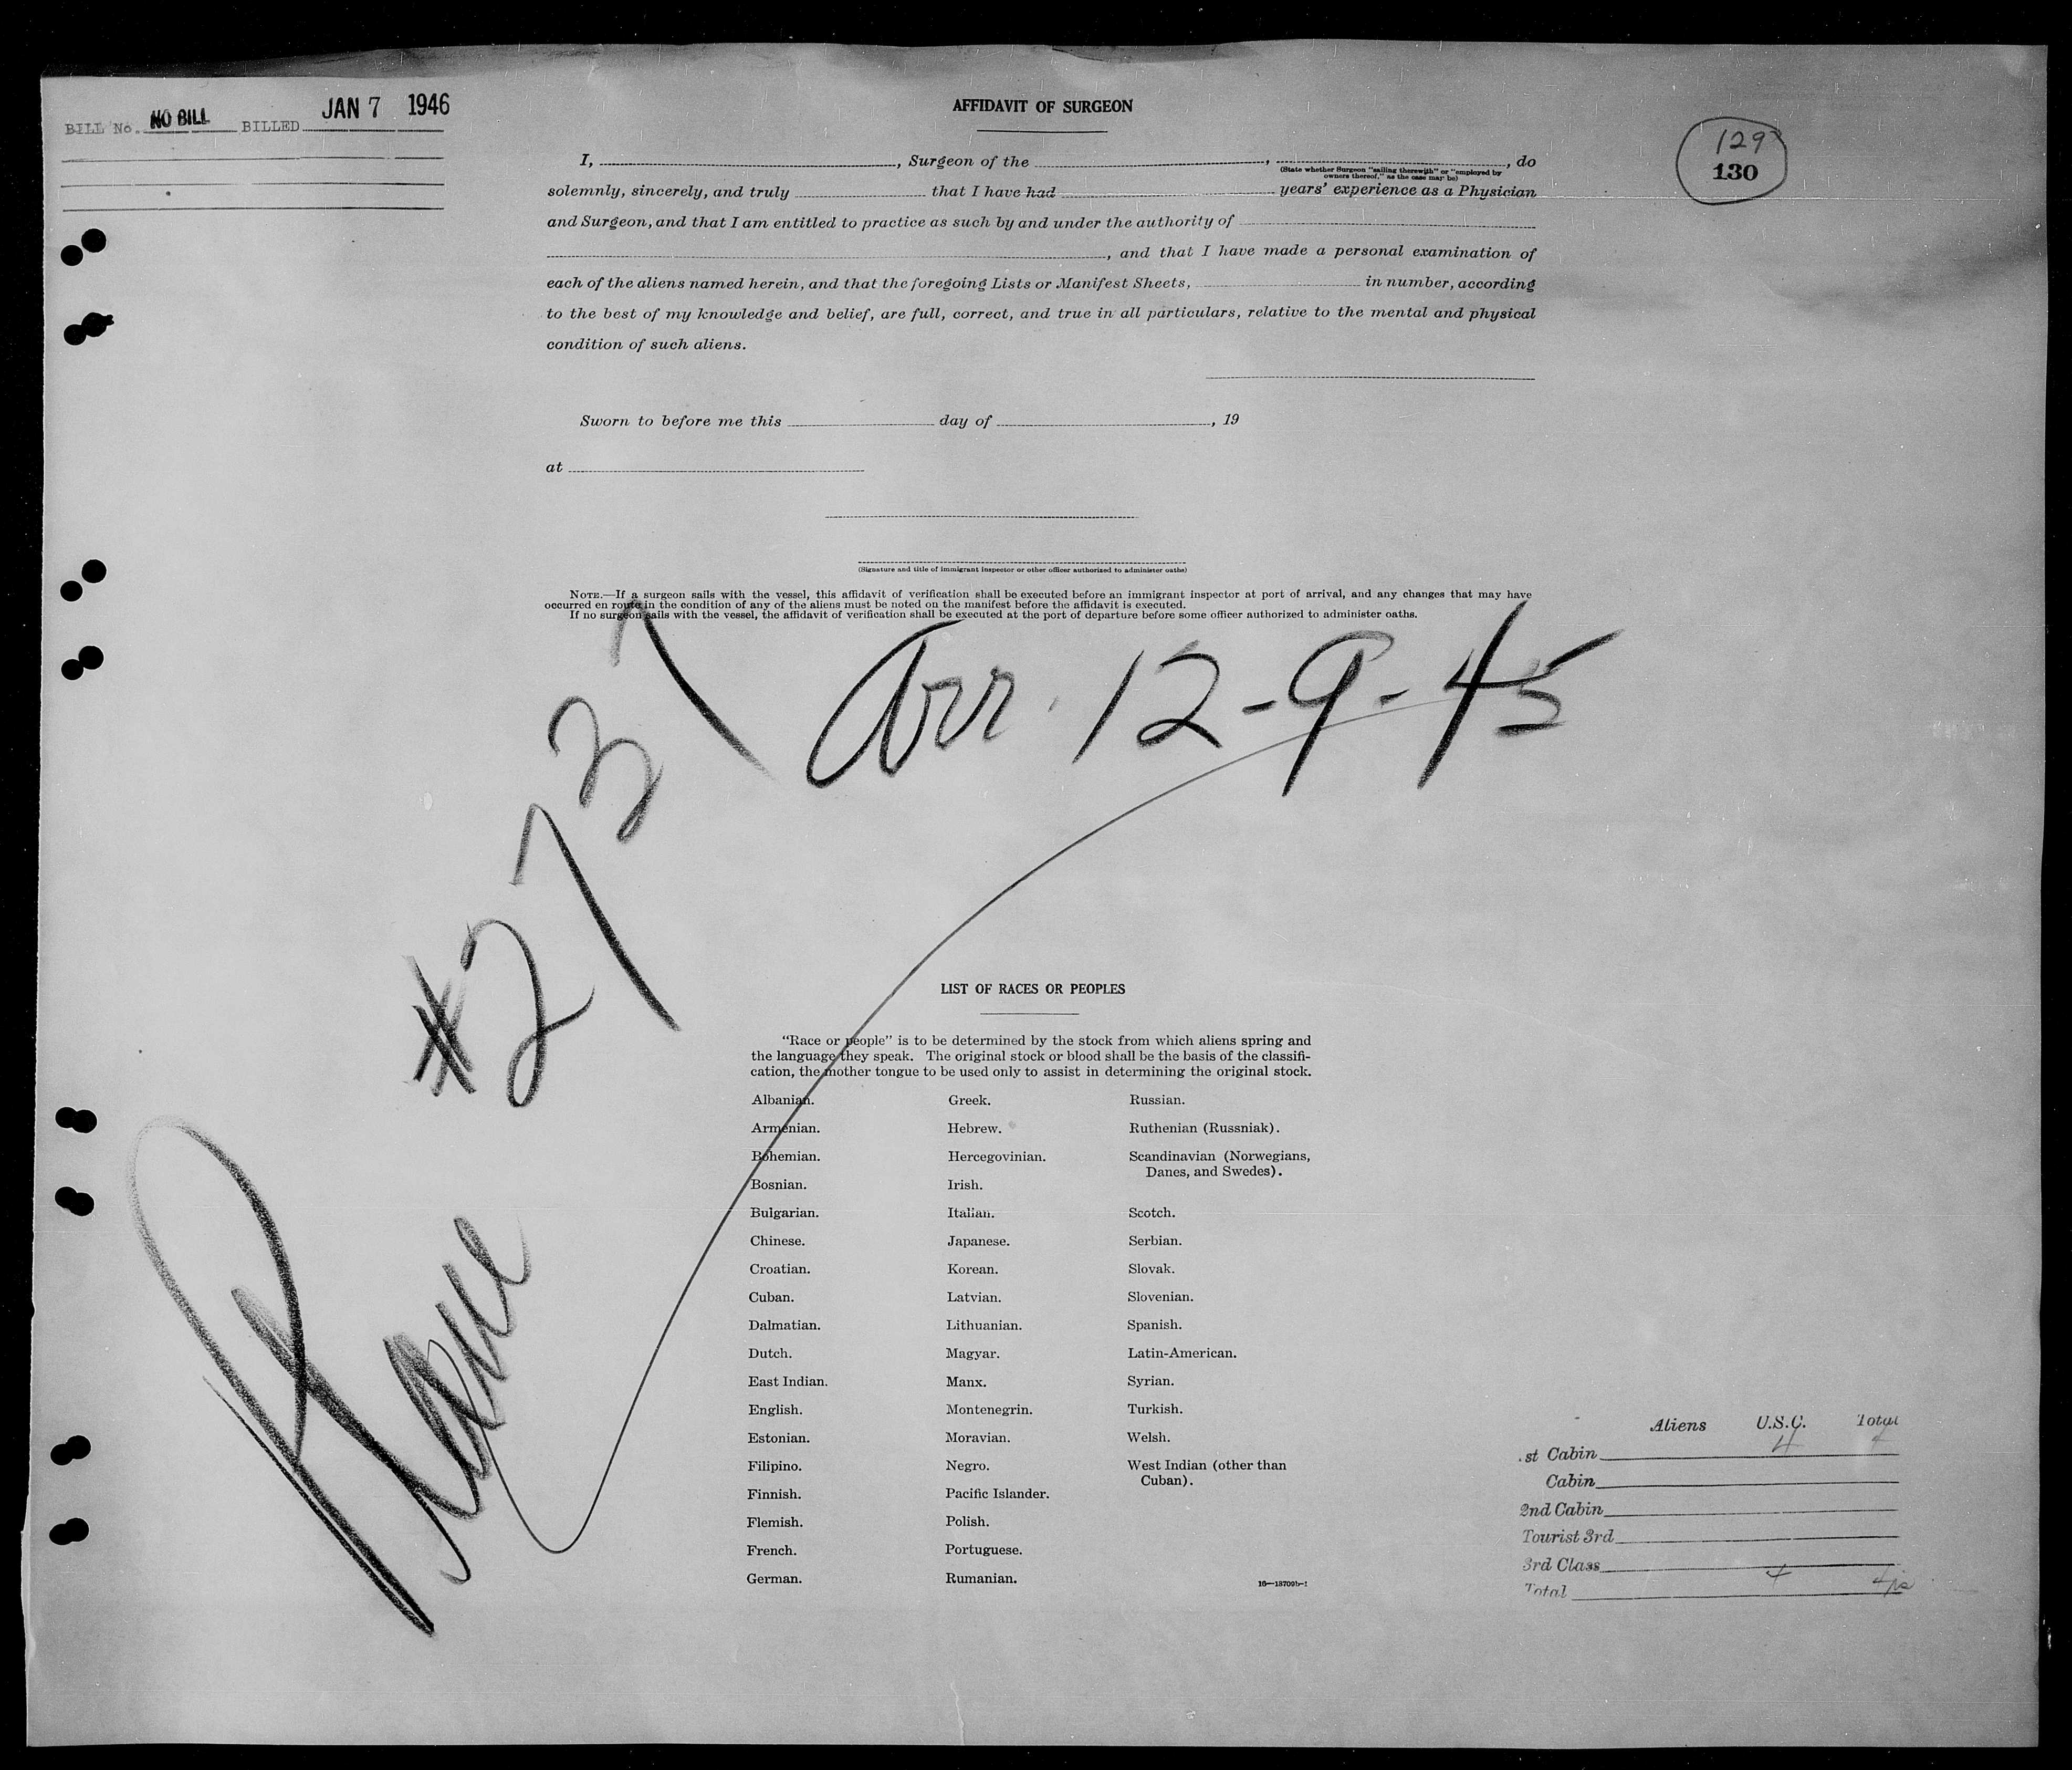 BILL No. NO BILL BILLED JAN 7 1946
AFFIDAVIT OF SURGEON
129
130
I, , Surgeon of the , , do
(State whether Surgeon "sailing therewith" or "employed by
owners thereof," as the case may be)
solemnly, sincerely, and truly that I have had years' experience as a Physician
and Surgeon, and that I am entitled to practice as such by and under the authority of
, and that I have made a personal examination of
each of the aliens named herein, and that the foregoing Lists or Manifest Sheets, in number, according
to the best of my knowledge and belief, are full, correct, and true in all particulars, relative to the mental and physical
condition of such aliens.
Sworn to before me this day of , 19
at
(Signature and title of immigrant inspector or other officer authorized to administer oaths)
NOTE.—If a surgeon sails with the vessel, this affidavit of verification shall be executed before an immigrant inspector at port of arrival, and any changes that may have
occurred en route in the condition of any of the aliens must be noted on the manifest before the affidavit is executed.
If no surgeon sails with the vessel, the affidavit of verification shall be executed at the port of departure before some officer authorized to administer oaths.
Arr. 12-9-45
Plane #2737
LIST OF RACES OR PEOPLES
"Race or people" is to be determined by the stock from which aliens spring and
the language they speak. The original stock or blood shall be the basis of the classifi-
cation, the mother tongue to be used only to assist in determining the original stock.
Albanian.
Armenian.
Bohemian.
Bosnian.
Bulgarian.
Chinese.
Croatian.
Cuban.
Dalmatian.
Dutch.
East Indian.
English.
Estonian.
Filipino.
Finnish.
Flemish.
French.
German.
Greek.
Hebrew.
Hercegovinian.
Irish.
Italian.
Japanese.
Korean.
Latvian.
Lithuanian.
Magyar.
Manx.
Montenegrin.
Moravian.
Negro.
Pacific Islander.
Polish.
Portuguese.
Rumanian.
Russian.
Ruthenian (Russniak).
Scandinavian (Norwegians,
Danes, and Swedes).
Scotch.
Serbian.
Slovak.
Slovenian.
Spanish.
Latin-American.
Syrian.
Turkish.
Welsh.
West Indian (other than
Cuban).
16—13709b-1
Aliens U.S.C. Total
st Cabin 4 4
Cabin
2nd Cabin
Tourist 3rd
3rd Class
Total 4